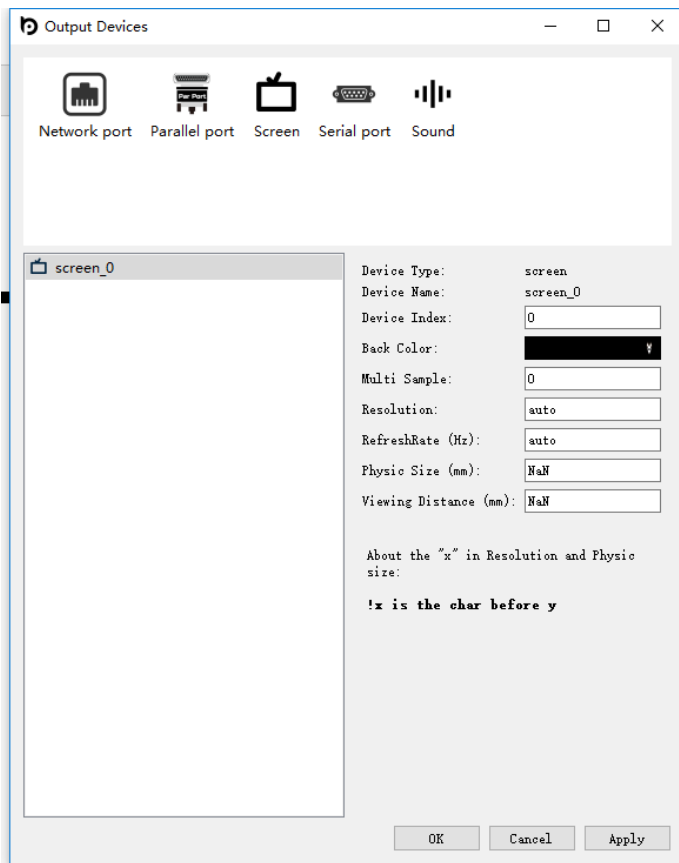 Output Devices
Par Port
Network port Parallel port Screen Serial port Sound
screen_0
Device Type: screen
Device Name: screen_0
Device Index: 0
Back Color:
Multi Sample: 0
Resolution: auto
RefreshRate (Hz): auto
Physic Size (mm): NaN
Viewing Distance (mm): NaN
About the "x" in Resolution and Physic
size:
!x is the char before y
OK Cancel Apply